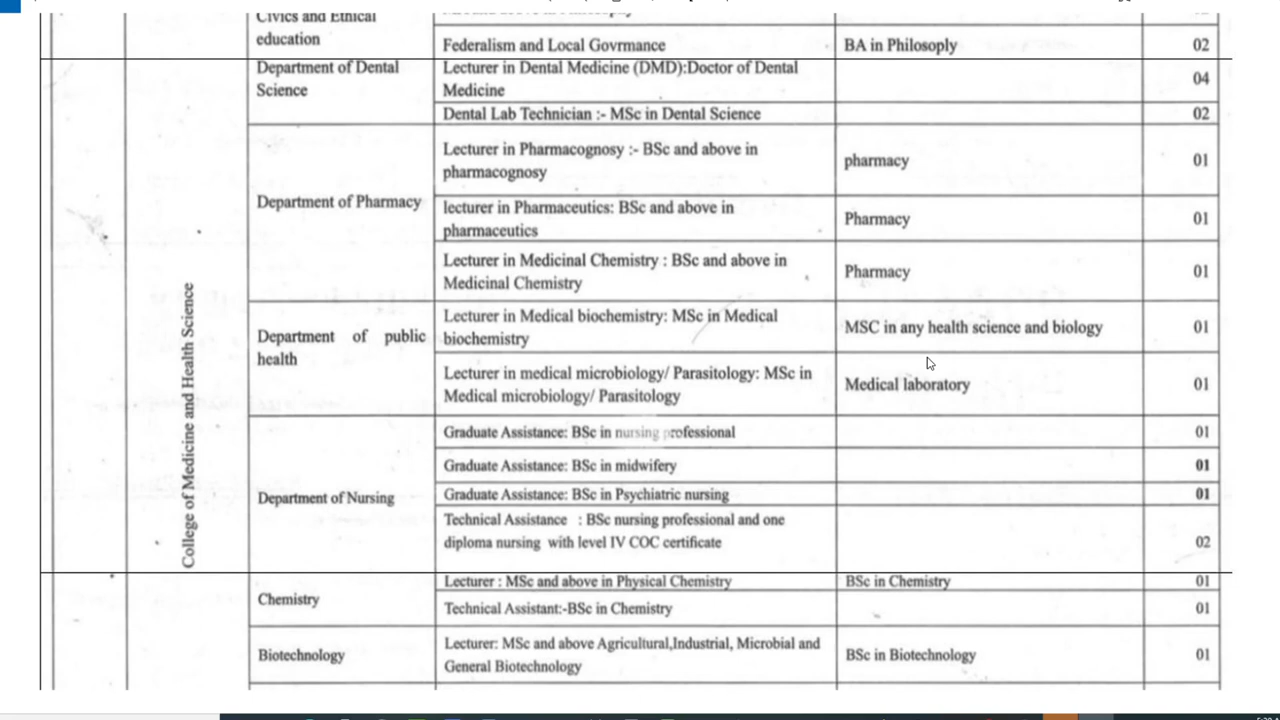 Civics and Ethical
education
Federalism and Local Govrmance
BA in Philosoply
02
College of Medicine and Health Science
Department of Dental
Science
Lecturer in Dental Medicine (DMD):Doctor of Dental
Medicine
04
Dental Lab Technician :- MSc in Dental Science
02
Department of Pharmacy
Lecturer in Pharmacognosy :- BSc and above in
pharmacognosy
pharmacy
01
lecturer in Pharmaceutics: BSc and above in
pharmaceutics
Pharmacy
01
Lecturer in Medicinal Chemistry : BSc and above in
Medicinal Chemistry
Pharmacy
01
Department of public
health
Lecturer in Medical biochemistry: MSc in Medical
biochemistry
MSC in any health science and biology
01
Lecturer in medical microbiology/ Parasitology: MSc in
Medical microbiology/ Parasitology
Medical laboratory
01
Department of Nursing
Graduate Assistance: BSc in nursing professional
01
Graduate Assistance: BSc in midwifery
01
Graduate Assistance: BSc in Psychiatric nursing
01
Technical Assistance : BSc nursing professional and one
diploma nursing with level IV COC certificate
02
Chemistry
Lecturer : MSc and above in Physical Chemistry
BSc in Chemistry
01
Technical Assistant:-BSc in Chemistry
01
Biotechnology
Lecturer: MSc and above Agricultural,Industrial, Microbial and
General Biotechnology
BSc in Biotechnology
01